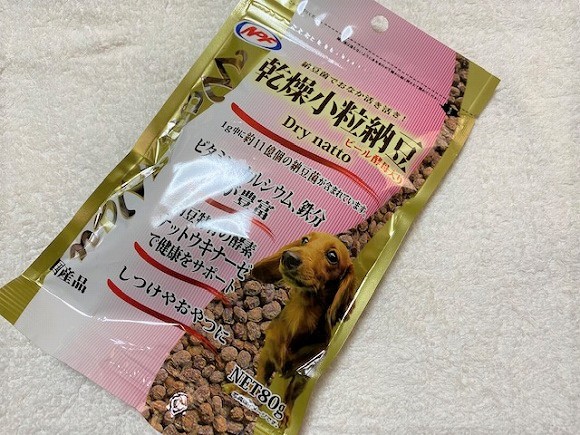 NPF
納豆菌でおなか活き活き!
乾燥小粒納豆
Dry natto
ビール酵母入り
1g中に約11億個の納豆菌が含まれています
ビタミン
ルシウム、鉄分
豊富
の酵素
ナットウキナーゼ
で健康をサポート
しつけやおやつに
国産品
NET80g